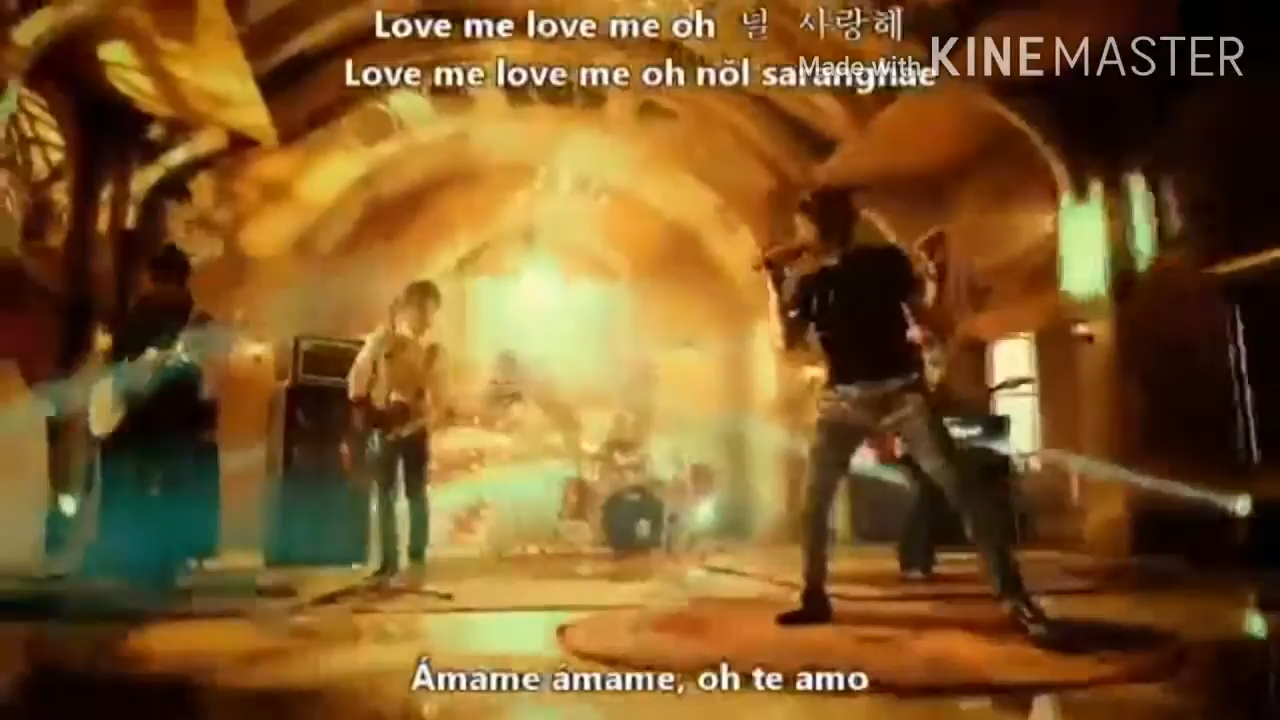 Love me love me oh 널 사랑해
Love me love me oh nŏl saranghae
Made with KINEMASTER
Ámame ámame, oh te amo